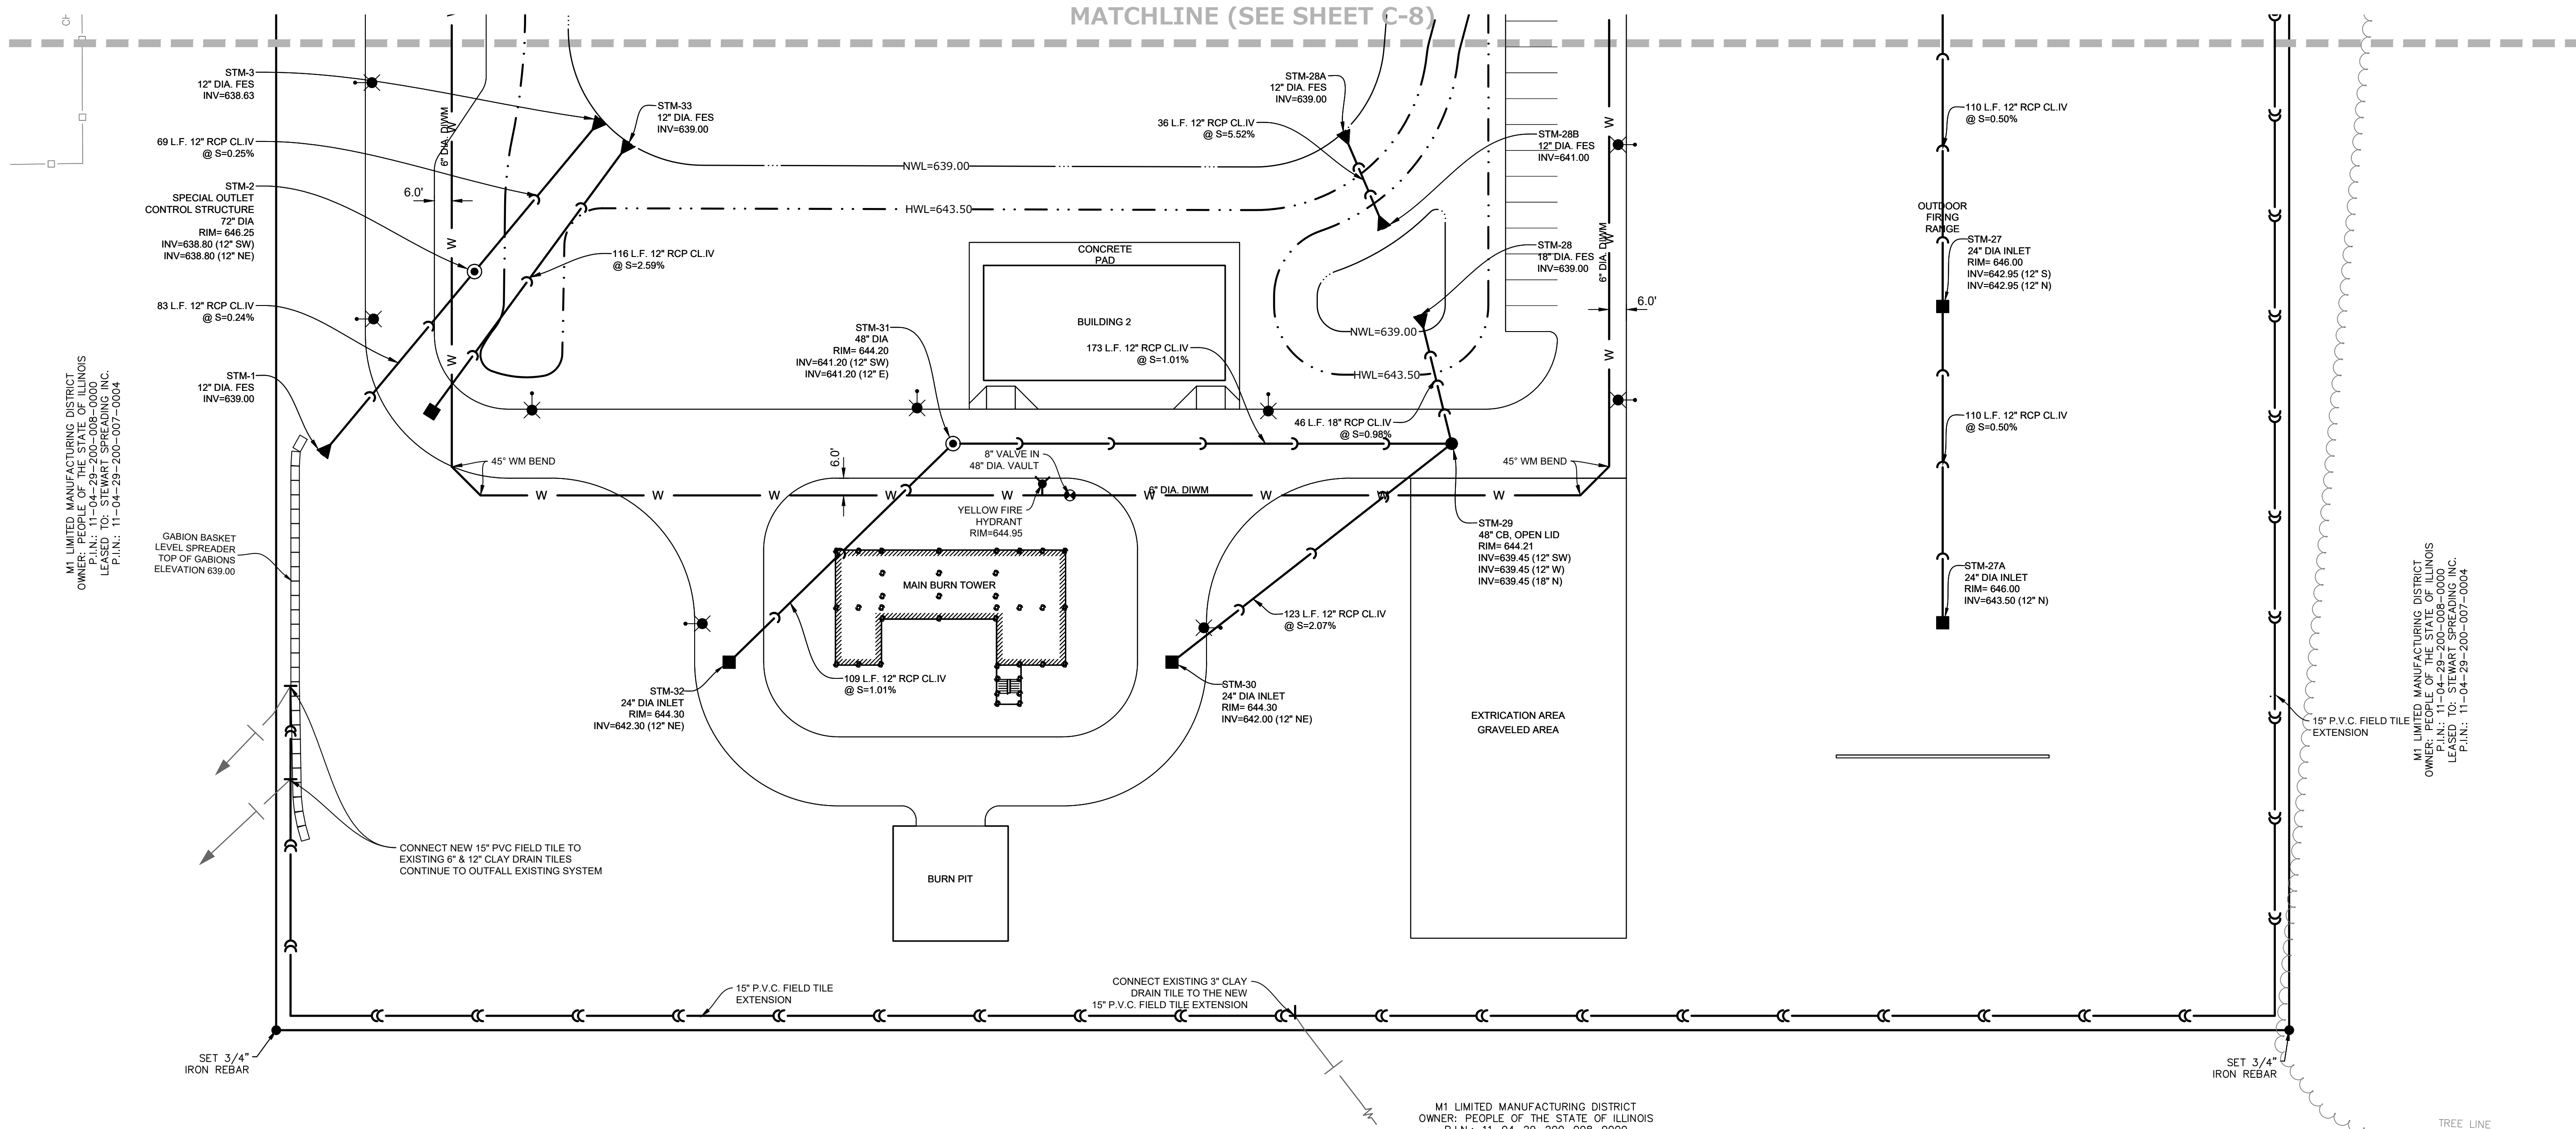 MATCHLINE (SEE SHEET C-8)
STM-3
12" DIA. FES
INV=638.63
69 L.F. 12" RCP CL.IV
@ S=0.25%
STM-2
SPECIAL OUTLET
CONTROL STRUCTURE
72" DIA
RIM= 646.25
INV=638.80 (12" SW)
INV=638.80 (12" NE)
83 L.F. 12" RCP CL.IV
@ S=0.24%
STM-1
12" DIA. FES
INV=639.00
M1 LIMITED MANUFACTURING DISTRICT
OWNER: PEOPLE OF THE STATE OF ILLINOIS
P.I.N.: 11-04-29-200-008-0000
LEASED TO: STEWART SPREADING INC.
P.I.N.: 11-04-29-200-007-0004
6" DIA. DIWM
W
W
W
6.0'
STM-33
12" DIA. FES
INV=639.00
116 L.F. 12" RCP CL.IV
@ S=2.59%
NWL=639.00
HWL=643.50
STM-28A
12" DIA. FES
INV=639.00
36 L.F. 12" RCP CL.IV
@ S=5.52%
STM-28B
12" DIA. FES
INV=641.00
STM-28
18" DIA. FES
INV=639.00
W
W
W
6" DIA. DIWM
6.0'
CONCRETE
PAD
BUILDING 2
NWL=639.00
HWL=643.50
STM-31
48" DIA
RIM= 644.20
INV=641.20 (12" SW)
INV=641.20 (12" E)
173 L.F. 12" RCP CL.IV
@ S=1.01%
46 L.F. 18" RCP CL.IV
@ S=0.98%
110 L.F. 12" RCP CL.IV
@ S=0.50%
OUTDOOR
FIRING
RANGE
STM-27
24" DIA INLET
RIM= 646.00
INV=642.95 (12" S)
INV=642.95 (12" N)
110 L.F. 12" RCP CL.IV
@ S=0.50%
STM-27A
24" DIA INLET
RIM= 646.00
INV=643.50 (12" N)
45° WM BEND
6.0'
8" VALVE IN
48" DIA. VAULT
45° WM BEND
W W W W W W W W W
6" DIA. DIWM
YELLOW FIRE
HYDRANT
RIM=644.95
STM-29
48" CB, OPEN LID
RIM= 644.21
INV=639.45 (12" SW)
INV=639.45 (12" W)
INV=639.45 (18" N)
GABION BASKET
LEVEL SPREADER
TOP OF GABIONS
ELEVATION 639.00
MAIN BURN TOWER
123 L.F. 12" RCP CL.IV
@ S=2.07%
109 L.F. 12" RCP CL.IV
@ S=1.01%
STM-32
24" DIA INLET
RIM= 644.30
INV=642.30 (12" NE)
STM-30
24" DIA INLET
RIM= 644.30
INV=642.00 (12" NE)
EXTRICATION AREA
GRAVELED AREA
15" P.V.C. FIELD TILE
EXTENSION
M1 LIMITED MANUFACTURING DISTRICT
OWNER: PEOPLE OF THE STATE OF ILLINOIS
P.I.N.: 11-04-29-200-008-0000
LEASED TO: STEWART SPREADING INC.
P.I.N.: 11-04-29-200-007-0004
CONNECT NEW 15" PVC FIELD TILE TO
EXISTING 6" & 12" CLAY DRAIN TILES
CONTINUE TO OUTFALL EXISTING SYSTEM
BURN PIT
15" P.V.C. FIELD TILE
EXTENSION
CONNECT EXISTING 3" CLAY
DRAIN TILE TO THE NEW
15" P.V.C. FIELD TILE EXTENSION
SET 3/4"
IRON REBAR
SET 3/4"
IRON REBAR
M1 LIMITED MANUFACTURING DISTRICT
OWNER: PEOPLE OF THE STATE OF ILLINOIS
P.I.N.: 11-04-29-200-008-0000
TREE LINE